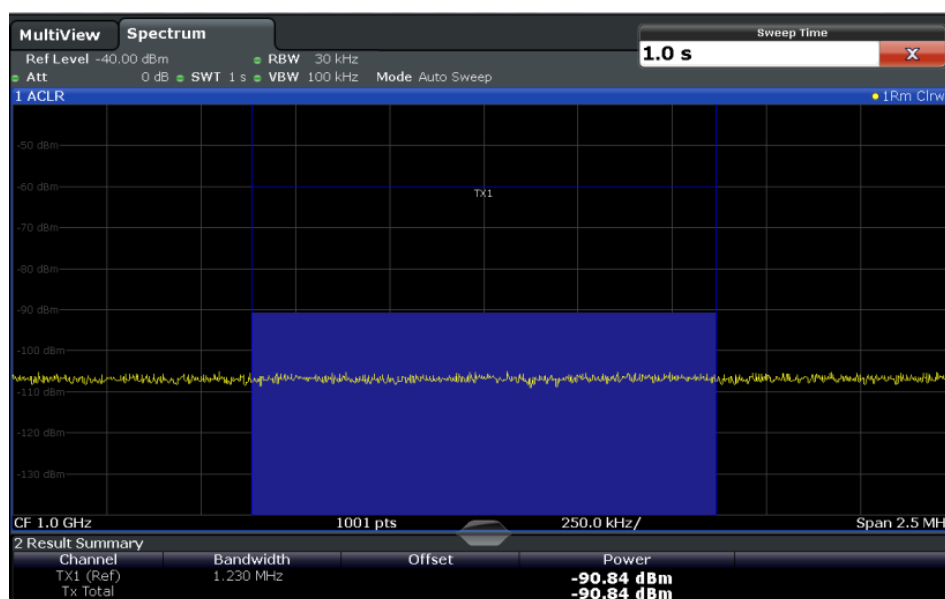 MultiView Spectrum Sweep Time
Ref Level -40.00 dBm RBW 30 kHz 1.0 s X
Att 0 dB SWT 1 s VBW 100 kHz Mode Auto Sweep
1 ACLR 1Rm Clrw
-50 dBm
-60 dBm
TX1
-70 dBm
-80 dBm
-90 dBm
-100 dBm
-110 dBm
-120 dBm
-130 dBm
CF 1.0 GHz 1001 pts 250.0 kHz/ Span 2.5 MH
2 Result Summary
Channel Bandwidth Offset Power
TX1 (Ref) 1.230 MHz -90.84 dBm
Tx Total -90.84 dBm